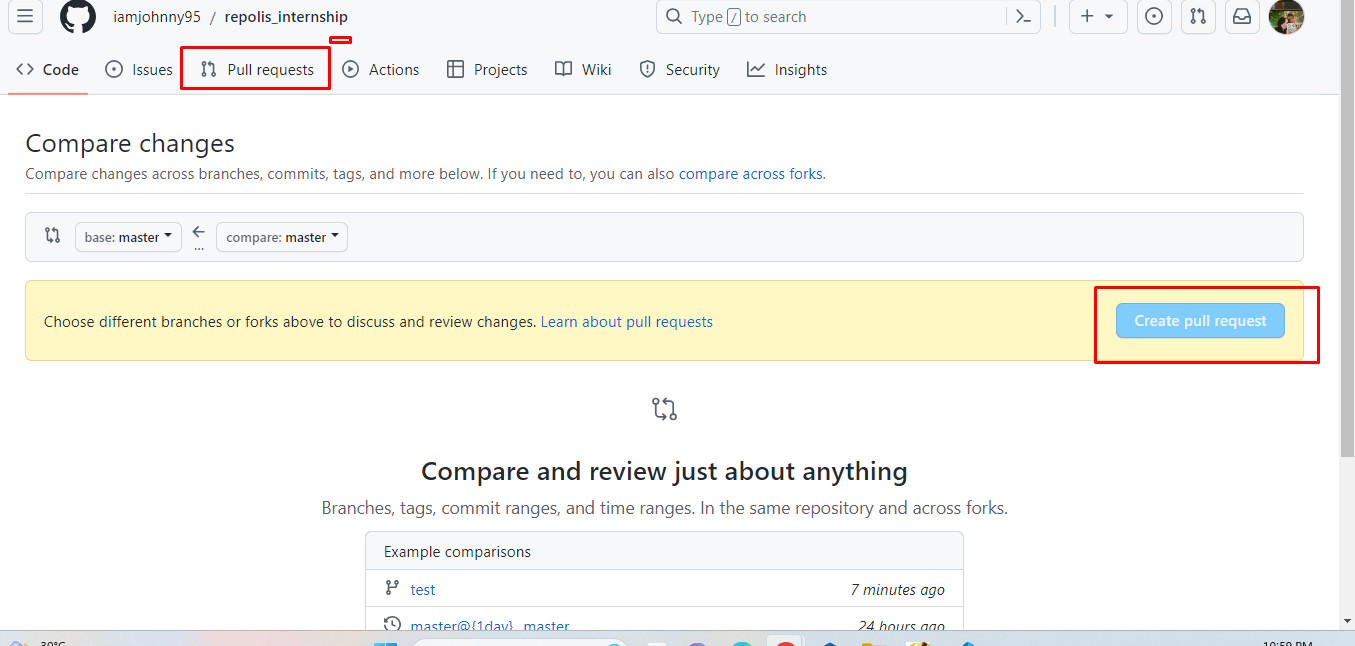 iamjohnny95 / repolis_internship
Type / to search
Code Issues Pull requests Actions Projects Wiki Security Insights
Compare changes
Compare changes across branches, commits, tags, and more below. If you need to, you can also compare across forks.
base: master ... compare: master
Choose different branches or forks above to discuss and review changes. Learn about pull requests
Create pull request
Compare and review just about anything
Branches, tags, commit ranges, and time ranges. In the same repository and across forks.
Example comparisons
test 7 minutes ago
master@{1day}...master 24 hours ago
30°C
10:59 PM